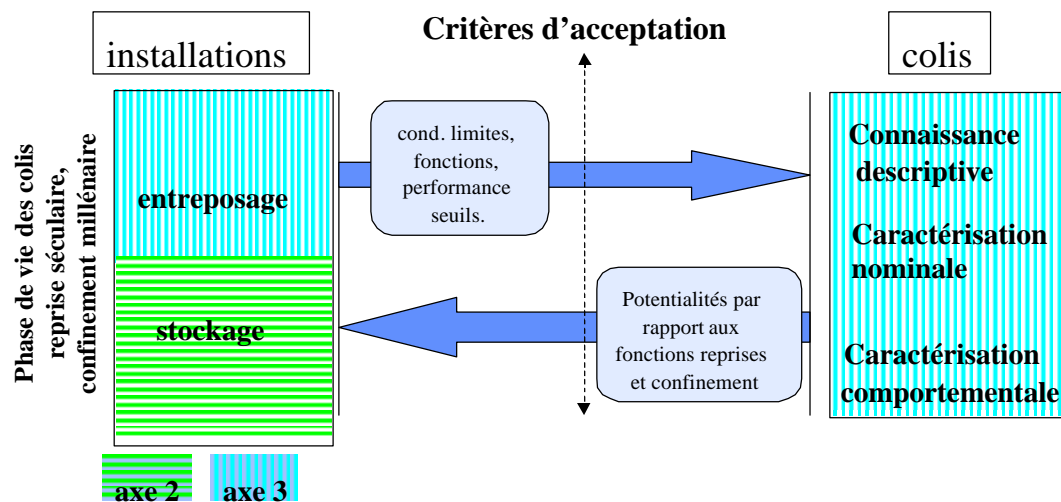 Critères d’acceptation
installations
colis
Phase de vie des colis
reprise séculaire,
confinement millénaire
entreposage
stockage
cond. limites,
fonctions,
performance
seuils.
Potentialités par
rapport aux
fonctions reprises
et confinement
Connaissance
descriptive
Caractérisation
nominale
Caractérisation
comportementale
axe 2
axe 3